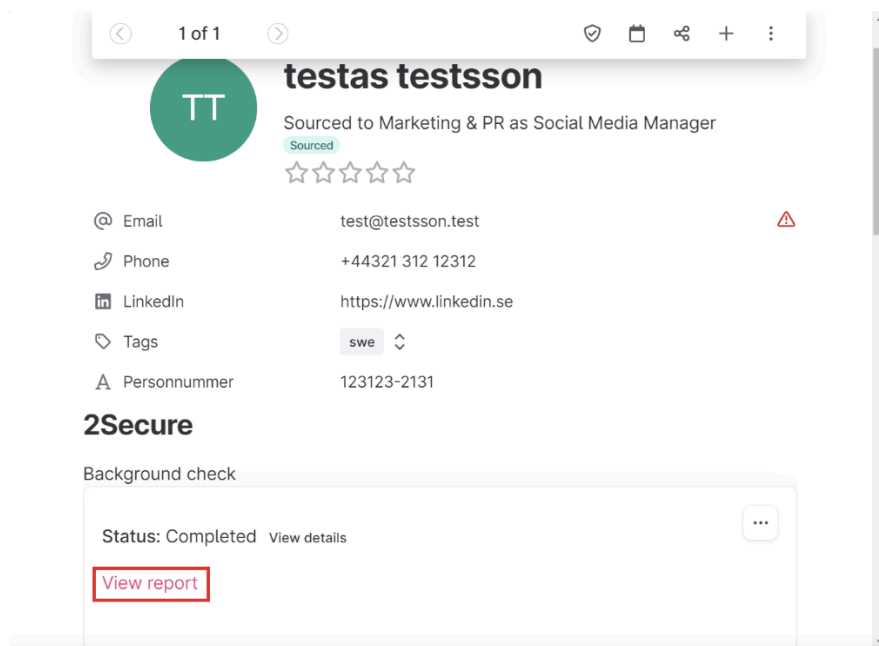 1 of 1
TT
testas testsson
Sourced to Marketing & PR as Social Media Manager
Sourced
Email test@testsson.test
Phone +44321 312 12312
LinkedIn https://www.linkedin.se
Tags swe
Personnummer 123123-2131
2Secure
Background check
Status: Completed View details
View report